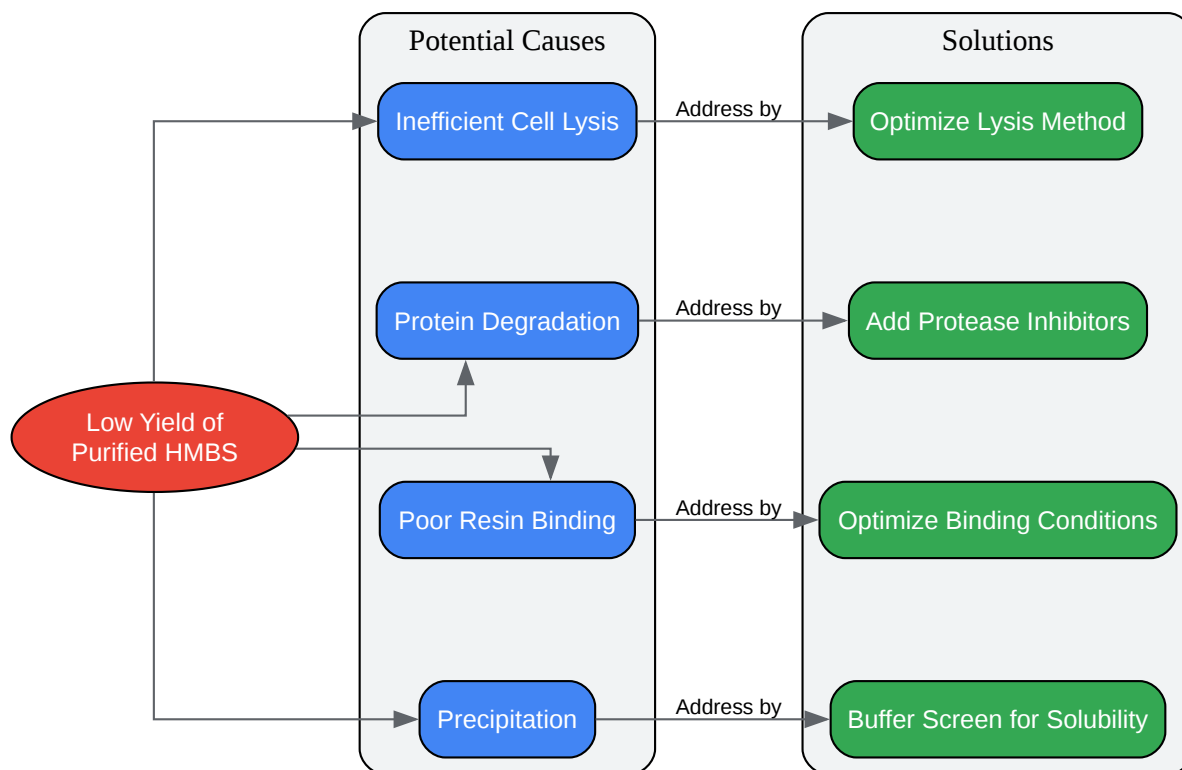 Potential Causes
Solutions
Inefficient Cell Lysis
Address by
Optimize Lysis Method
Protein Degradation
Address by
Add Protease Inhibitors
Low Yield of
Purified HMBS
Poor Resin Binding
Address by
Optimize Binding Conditions
Precipitation
Address by
Buffer Screen for Solubility